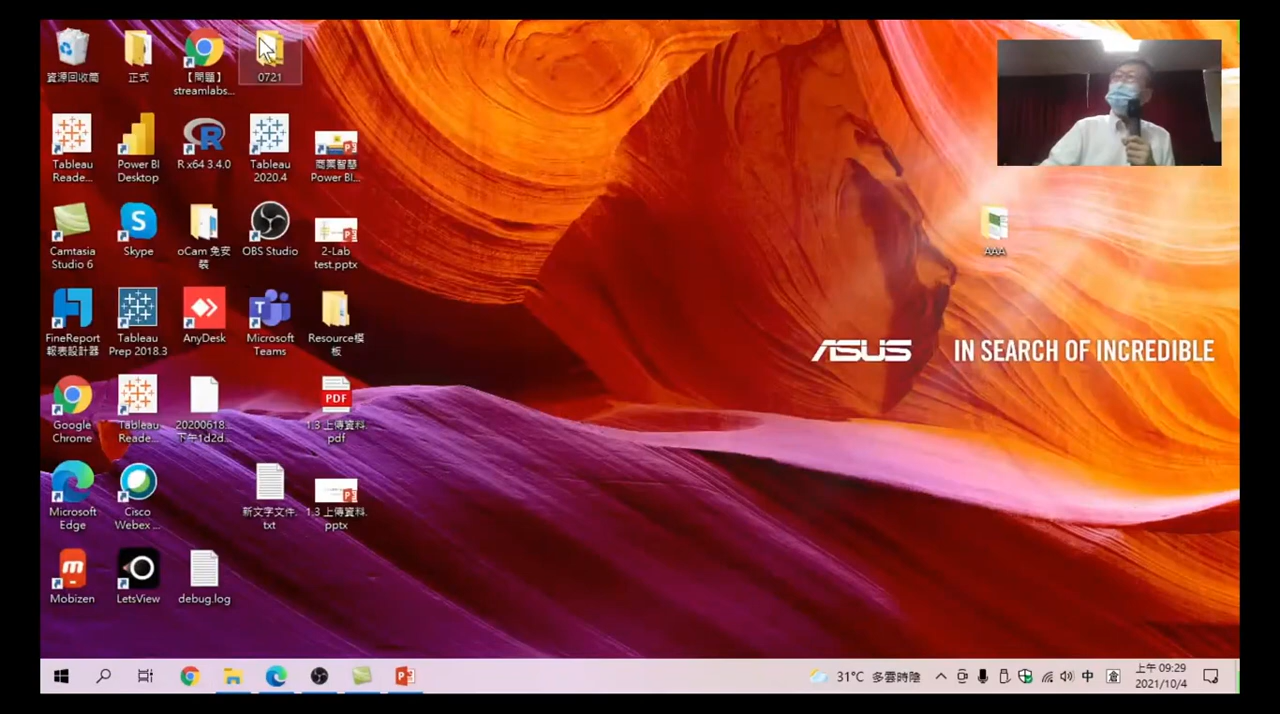 資源回收筒
正式
【問題】
streamlabs...
0721
Tableau
Reade...
Power BI
Desktop
R x64 3.4.0
Tableau
2020.4
商業智慧
Power BI...
Camtasia
Studio 6
Skype
oCam 免安
裝
OBS Studio
2-Lab
test.pptx
FineReport
報表設計器
Tableau
Prep 2018.3
AnyDesk
Microsoft
Teams
Resource模
板
Google
Chrome
Tableau
Reade...
20200618...
下午1d2d...
PDF
1.3 上傳資料.
pdf
Microsoft
Edge
Cisco
Webex ...
新文字文件.
txt
1.3 上傳資料.
pptx
Mobizen
LetsView
debug.log
AAA
ASUS IN SEARCH OF INCREDIBLE
31°C 多雲時陰
中
倉
上午 09:29
2021/10/4